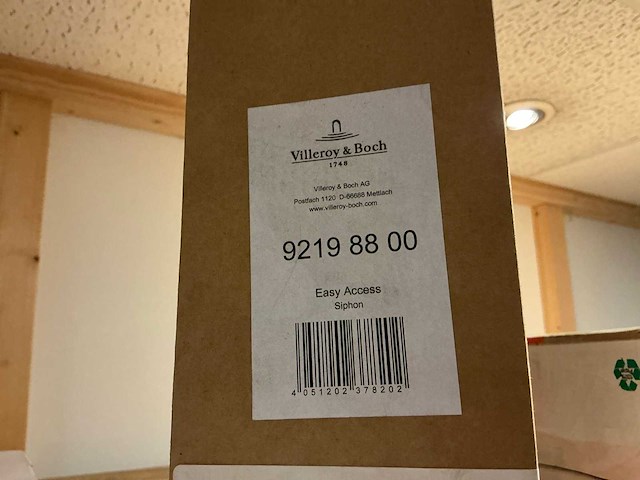 Villeroy & Boch
1748
Villeroy & Boch AG
Postfach 1120 D-66688 Mettlach
www.villeroy-boch.com
9219 88 00
Easy Access
Siphon
4 051202 378202